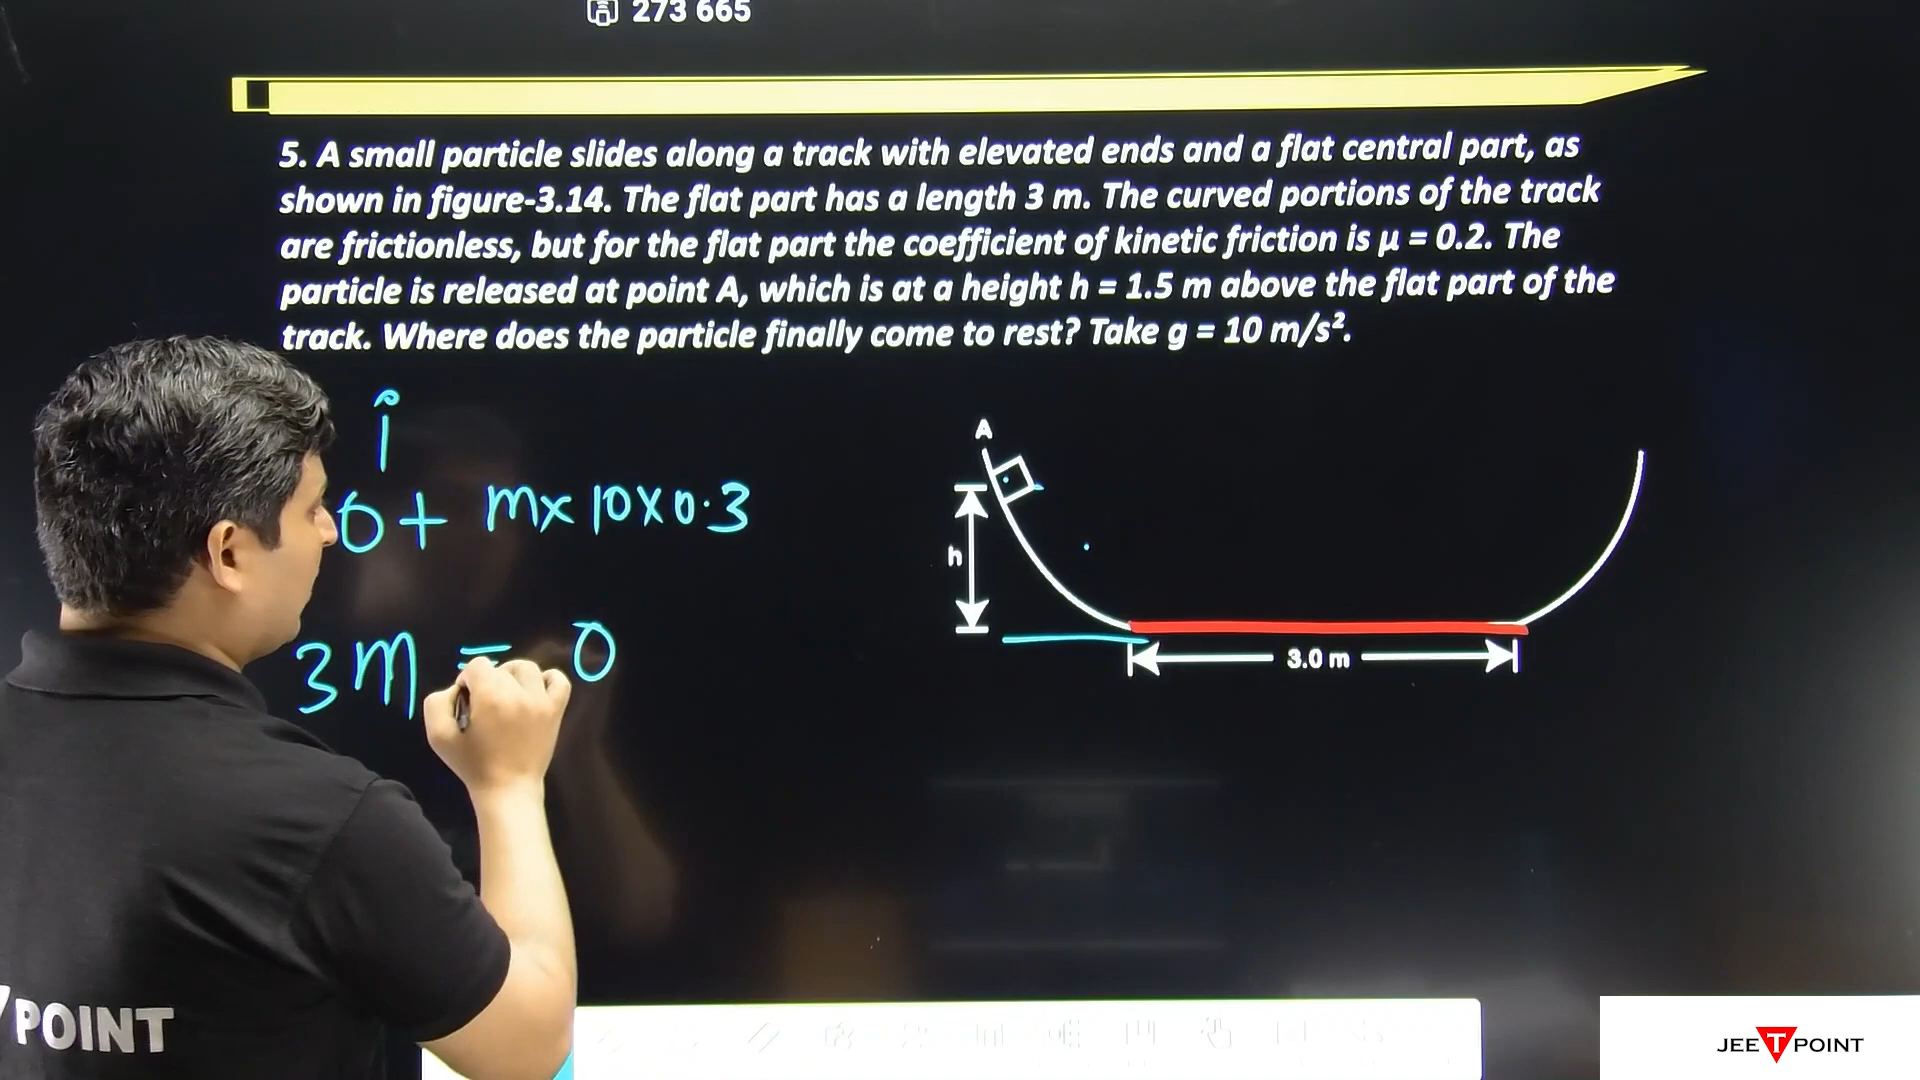 273 665
5. A small particle slides along a track with elevated ends and a flat central part, as
shown in figure-3.14. The flat part has a length 3 m. The curved portions of the track
are frictionless, but for the flat part the coefficient of kinetic friction is μ = 0.2. The
particle is released at point A, which is at a height h = 1.5 m above the flat part of the
track. Where does the particle finally come to rest? Take g = 10 m/s².
i
0 + m× 10 × 0.3
3m = 0
A
h
3.0 m
POINT
JEE T POINT